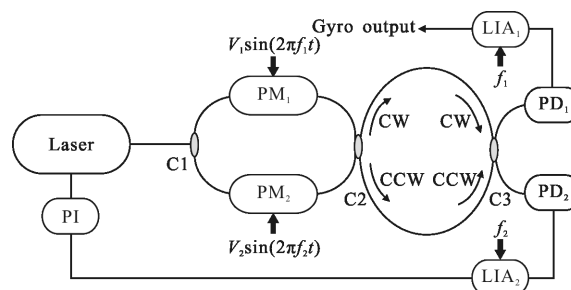 Gyro output
LIA₁
f₁
V₁sin(2πf₁t)
PM₁
PD₁
CW
CW
Laser
C1
C2
C3
CCW
CCW
PM₂
PD₂
PI
V₂sin(2πf₂t)
f₂
LIA₂